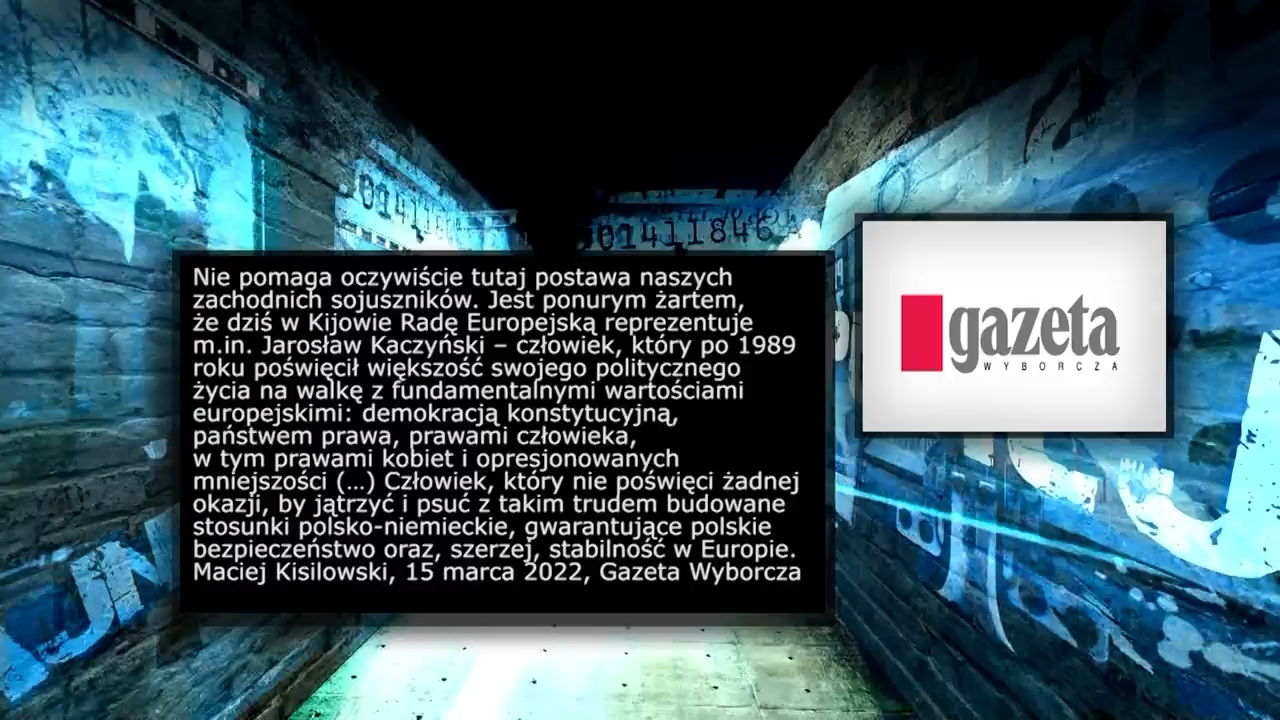 01411846
01411846
Nie pomaga oczywiście tutaj postawa naszych
zachodnich sojuszników. Jest ponurym żartem,
że dziś w Kijowie Radę Europejską reprezentuje
m.in. Jarosław Kaczyński – człowiek, który po 1989
roku poświęcił większość swojego politycznego
życia na walkę z fundamentalnymi wartościami
europejskimi: demokracją konstytucyjną,
państwem prawa, prawami człowieka,
w tym prawami kobiet i opresjonowanych
mniejszości (...) Człowiek, który nie poświęci żadnej
okazji, by jątrzyć i psuć z takim trudem budowane
stosunki polsko-niemieckie, gwarantujące polskie
bezpieczeństwo oraz, szerzej, stabilność w Europie.
Maciej Kisilowski, 15 marca 2022, Gazeta Wyborcza
gazeta
WYBORCZA